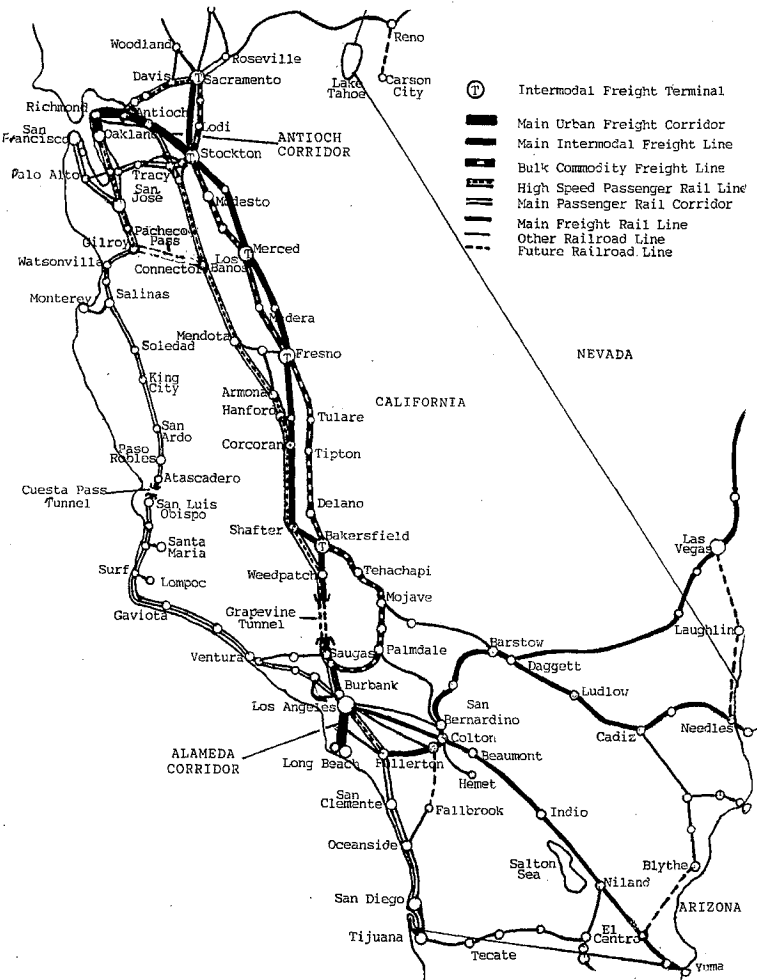 Reno
Woodland
Roseville
Davis
Sacramento
Lake
Tahoe
Carson
City
T Intermodal Freight Terminal
Main Urban Freight Corridor
Main Intermodal Freight Line
Bulk Commodity Freight Line
High Speed Passenger Rail Line
Main Passenger Rail Corridor
Main Freight Rail Line
Other Railroad Line
Future Railroad Line
Richmond
Antioch
San
Francisco
Oakland
Lodi
ANTIOCH
CORRIDOR
Stockton
Palo Alto
Tracy
San
José
Modesto
Pacheco
Pass
Connector
Gilroy
Merced
Watsonville
Los
Banos
Monterey
Salinas
Madera
Mendota
Soledad
Fresno
NEVADA
King
City
Armona
Hanford
CALIFORNIA
San
Ardo
Tulare
Corcoran
Paso
Robles
Tipton
Atascadero
Cuesta Pass
Tunnel
San Luis
Obispo
Delano
Shafter
Bakersfield
Santa
Maria
Las
Vegas
Surf
Lompoc
Weedpatch
Tehachapi
Gaviota
Grapevine
Tunnel
Mojave
Laughlin
Ventura
Saugas
Palmdale
Barstow
Daggett
Burbank
Ludlow
Los Angeles
San
Bernardino
Colton
Cadiz
Needles
ALAMEDA
CORRIDOR
Long Beach
Fullerton
Beaumont
Hemet
San
Clemente
Fallbrook
Indio
Oceanside
Salton
Sea
Blythe
Niland
San Diego
ARIZONA
El
Centro
Tijuana
Tecate
Yuma